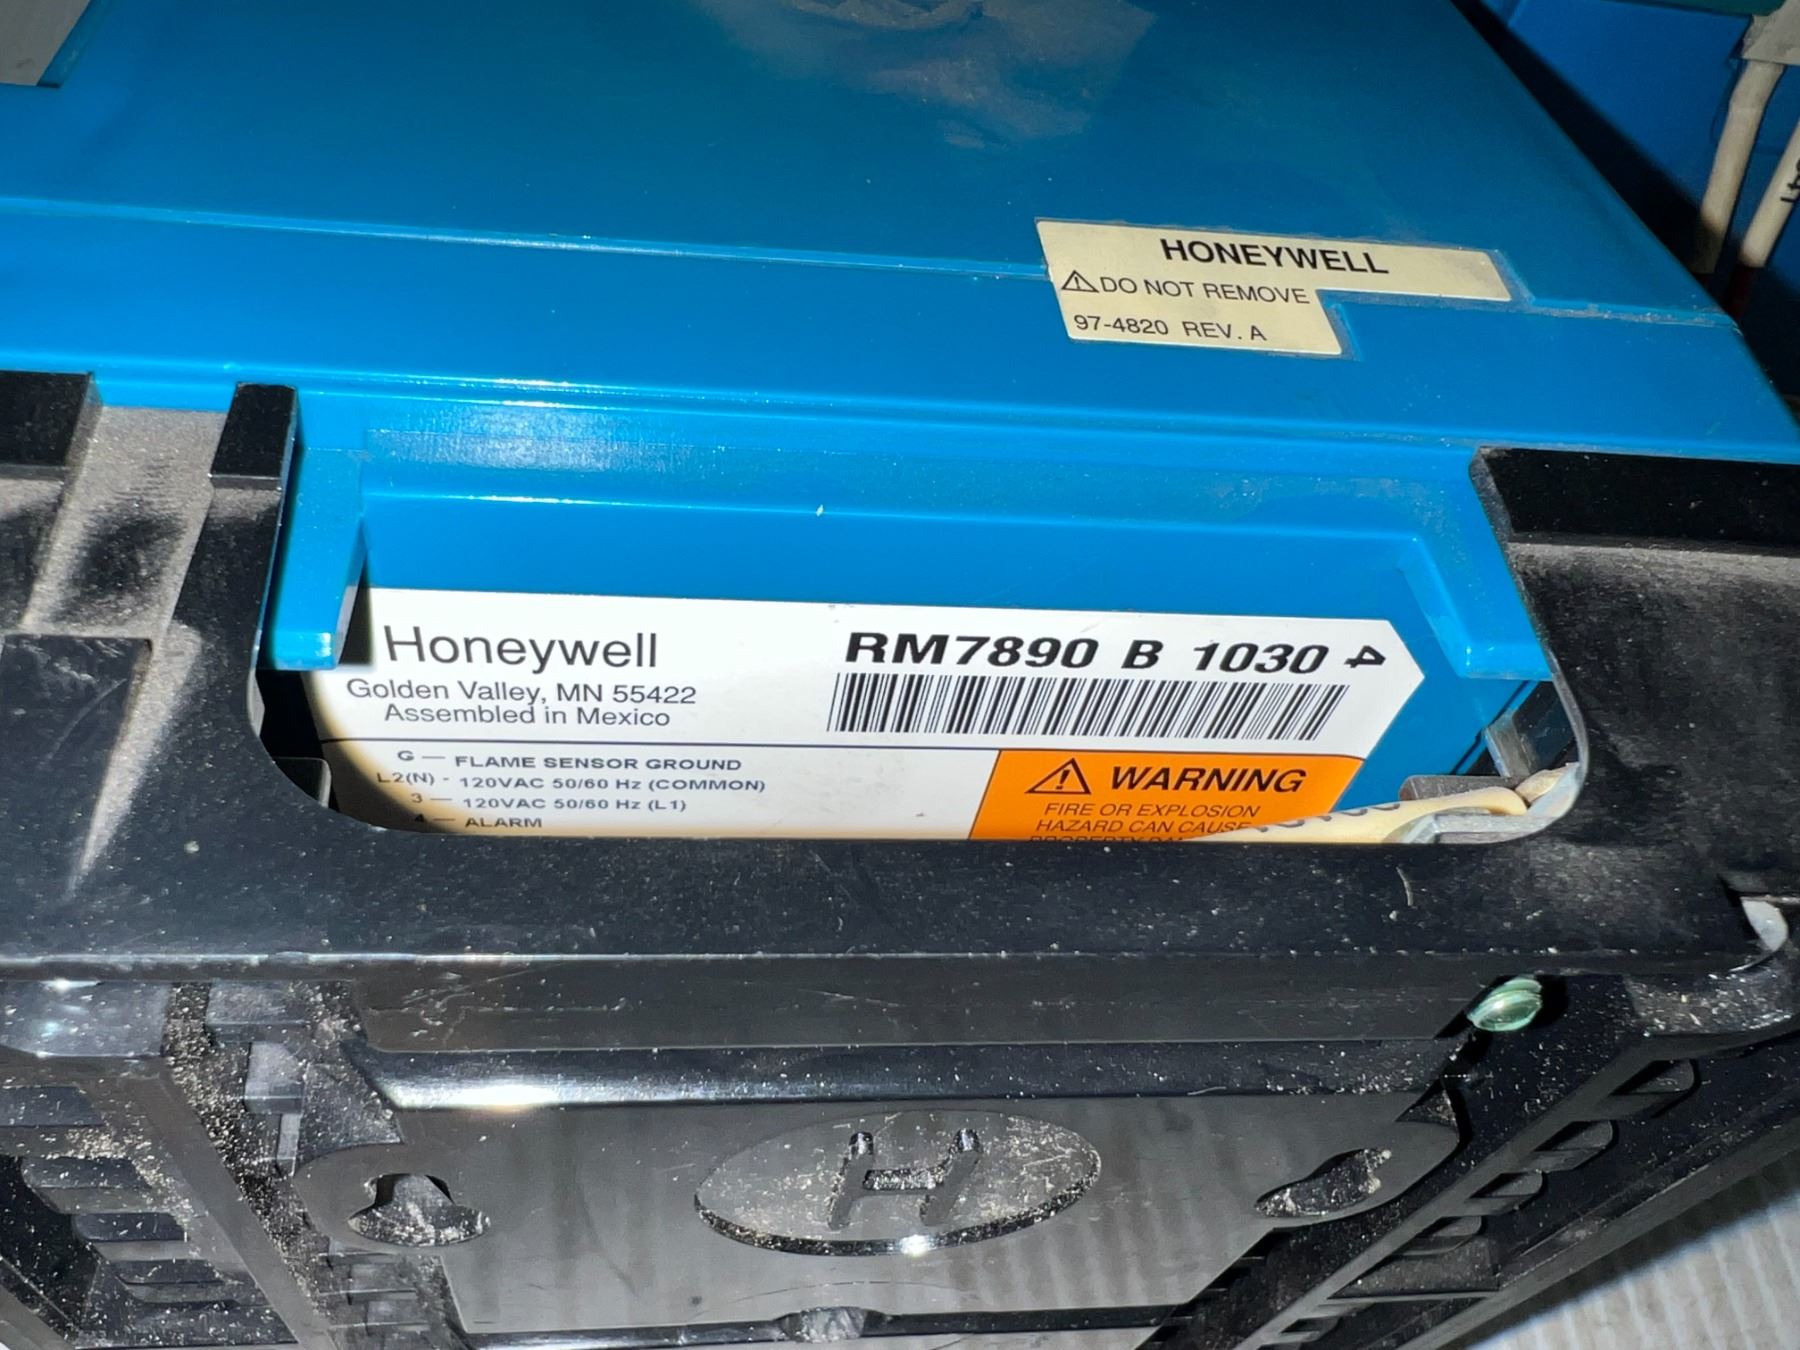 HONEYWELL
⚠ DO NOT REMOVE
97-4820 REV. A
Honeywell
Golden Valley, MN 55422
Assembled in Mexico
RM7890 B 1030 4
G — FLAME SENSOR GROUND
L2(N) - 120VAC 50/60 Hz (COMMON)
3 — 120VAC 50/60 Hz (L1)
4 — ALARM
⚠ WARNING
FIRE OR EXPLOSION
HAZARD CAN CAUSE
H